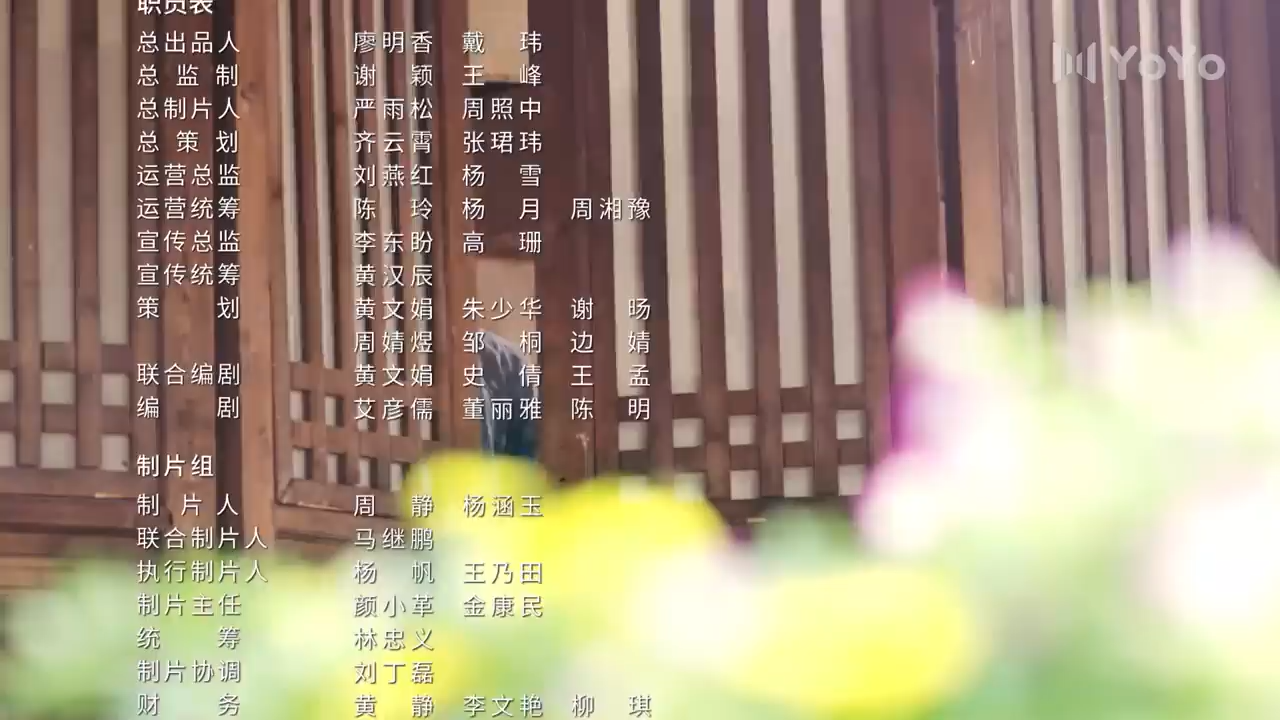 职员表
YoYo
总出品人 廖明香 戴玮
总监制 谢颖 王峰
总制片人 严雨松 周照中
总策划 齐云霄 张珺玮
运营总监 刘燕红 杨雪
运营统筹 陈玲 杨月 周湘豫
宣传总监 李东盼 高珊
宣传统筹 黄汉辰
策划 黄文娟 朱少华 谢旸
周婧煜 邹桐 边婧
联合编剧 黄文娟 史倩 王孟
编剧 艾彦儒 董丽雅 陈明
制片组
制片人 周静 杨涵玉
联合制片人 马继鹏
执行制片人 杨帆 王乃田
制片主任 颜小革 金康民
统筹 林忠义
制片协调 刘丁磊
财务 黄静 李文艳 柳琪